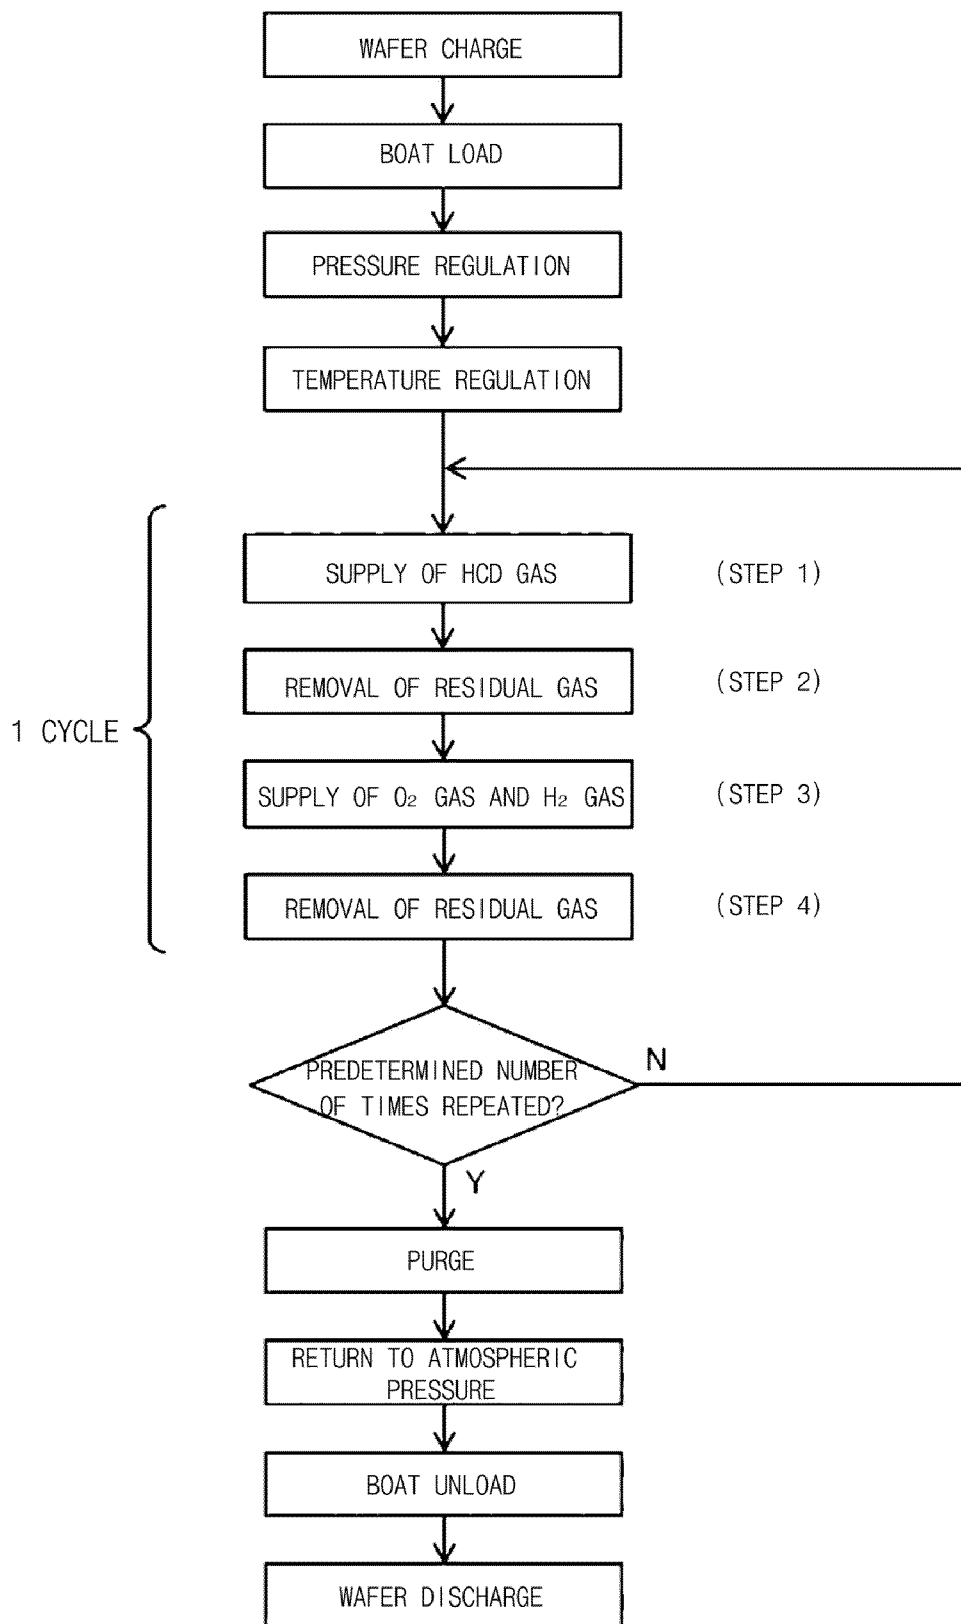 WAFER CHARGE
BOAT LOAD
PRESSURE REGULATION
TEMPERATURE REGULATION
1 CYCLE
SUPPLY OF HCD GAS (STEP 1)
REMOVAL OF RESIDUAL GAS (STEP 2)
SUPPLY OF O₂ GAS AND H₂ GAS (STEP 3)
REMOVAL OF RESIDUAL GAS (STEP 4)
PREDETERMINED NUMBER
OF TIMES REPEATED?
N
Y
PURGE
RETURN TO ATMOSPHERIC
PRESSURE
BOAT UNLOAD
WAFER DISCHARGE